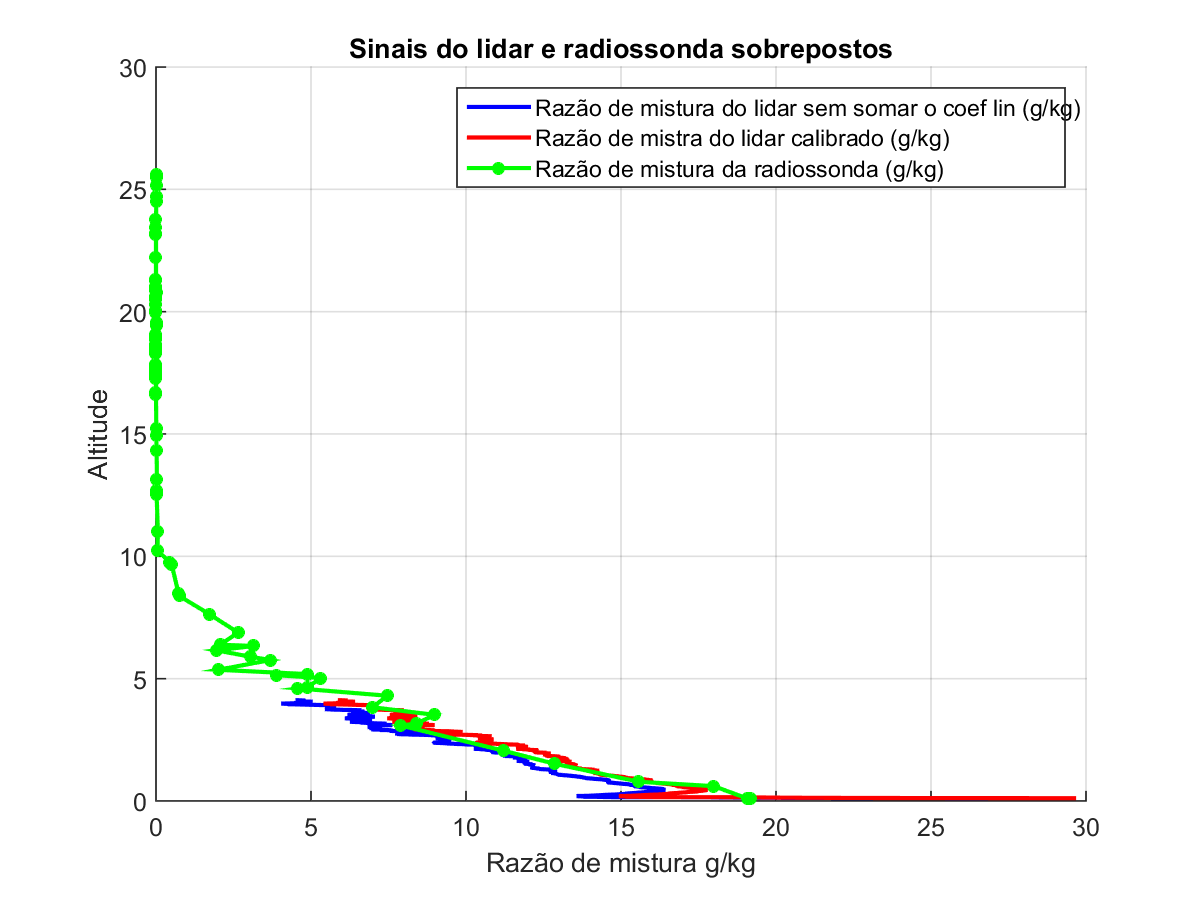 Sinais do lidar e radiossonda sobrepostos
30
Razão de mistura do lidar sem somar o coef lin (g/kg)
Razão de mistra do lidar calibrado (g/kg)
Razão de mistura da radiossonda (g/kg)
25
20
15
Altitude
10
5
0
0 5 10 15 20 25 30
Razão de mistura g/kg